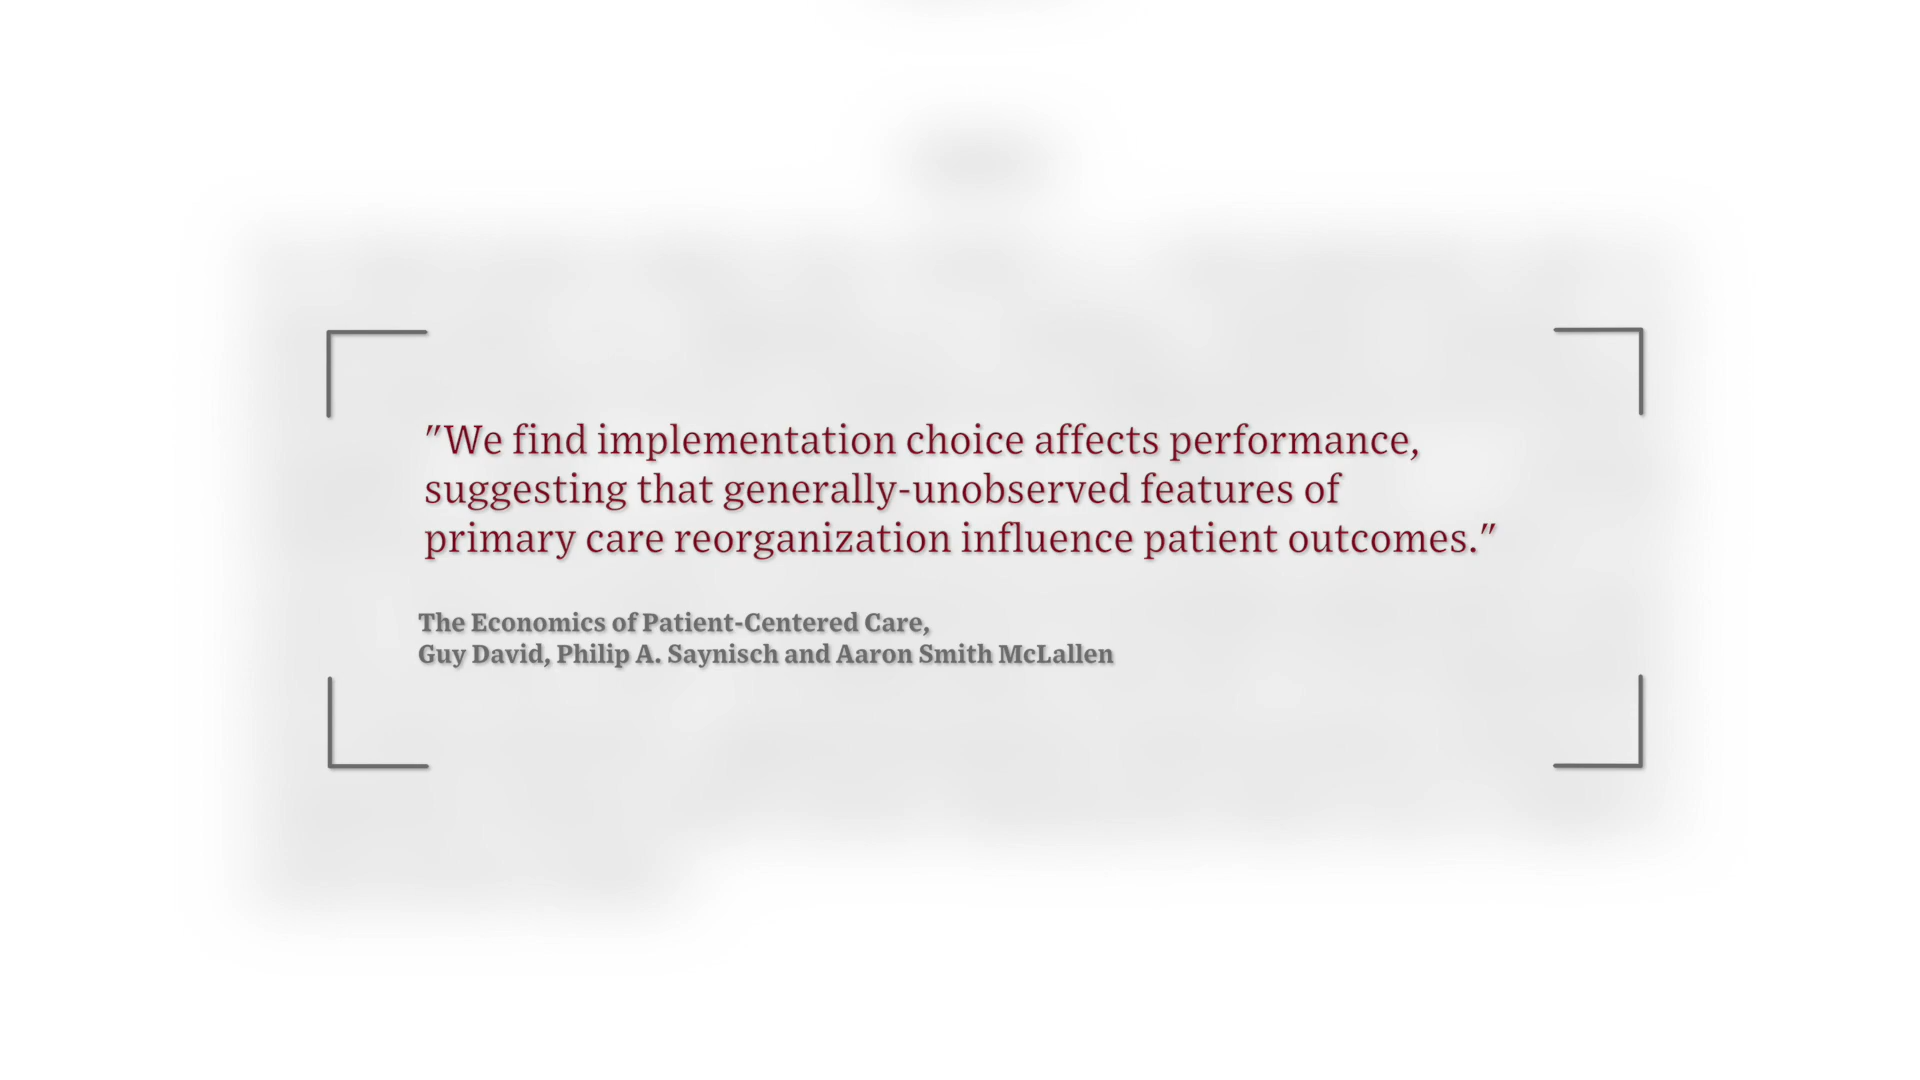 "We find implementation choice affects performance,
suggesting that generally-unobserved features of
primary care reorganization influence patient outcomes."
The Economics of Patient-Centered Care,
Guy David, Philip A. Saynisch and Aaron Smith McLallen